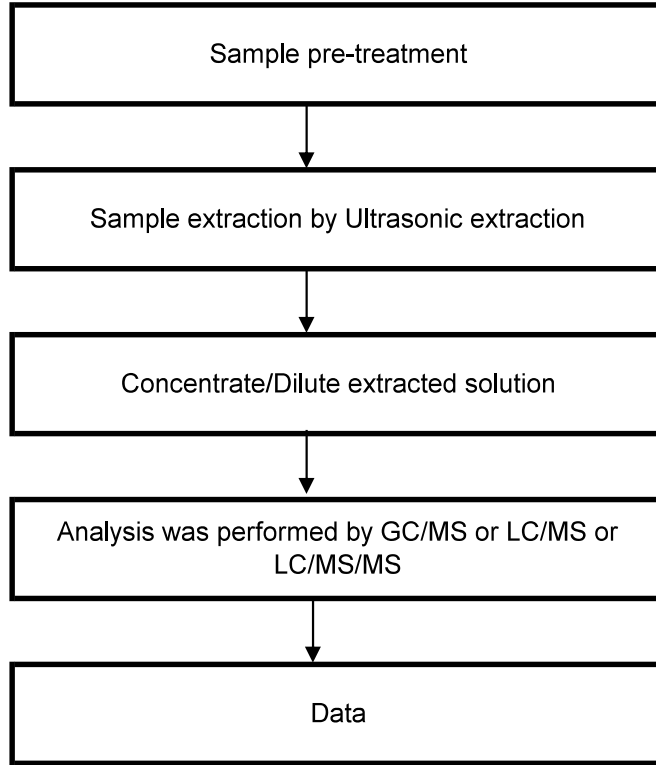 Sample pre-treatment
Sample extraction by Ultrasonic extraction
Concentrate/Dilute extracted solution
Analysis was performed by GC/MS or LC/MS or
LC/MS/MS
Data